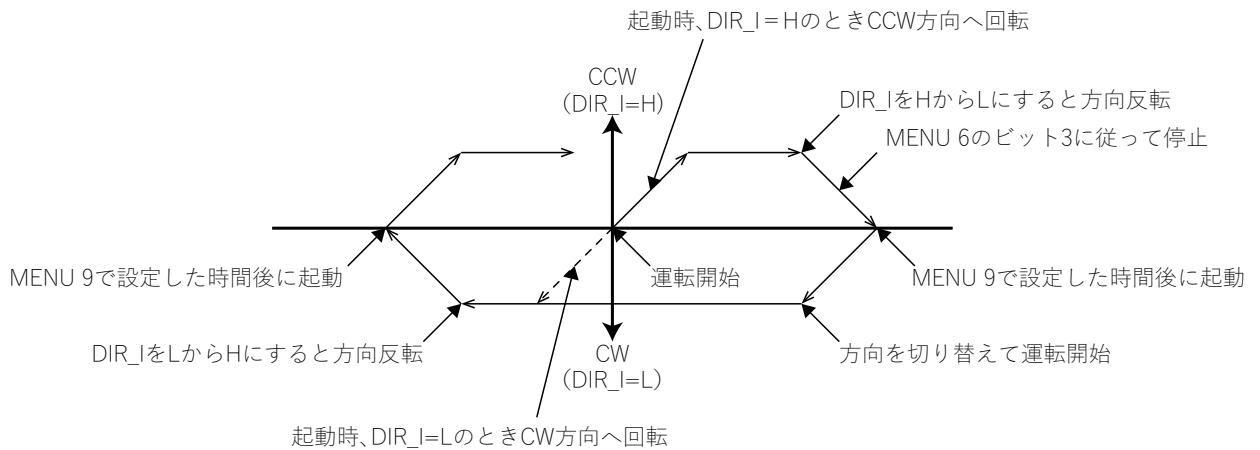 起動時、DIR_I=HのときCCW方向へ回転
CCW
(DIR_I=H)
DIR_IをHからLにすると方向反転
MENU 6のビット3に従って停止
MENU 9で設定した時間後に起動
運転開始
MENU 9で設定した時間後に起動
DIR_IをLからHにすると方向反転
CW
(DIR_I=L)
方向を切り替えて運転開始
起動時、DIR_I=LのときCW方向へ回転